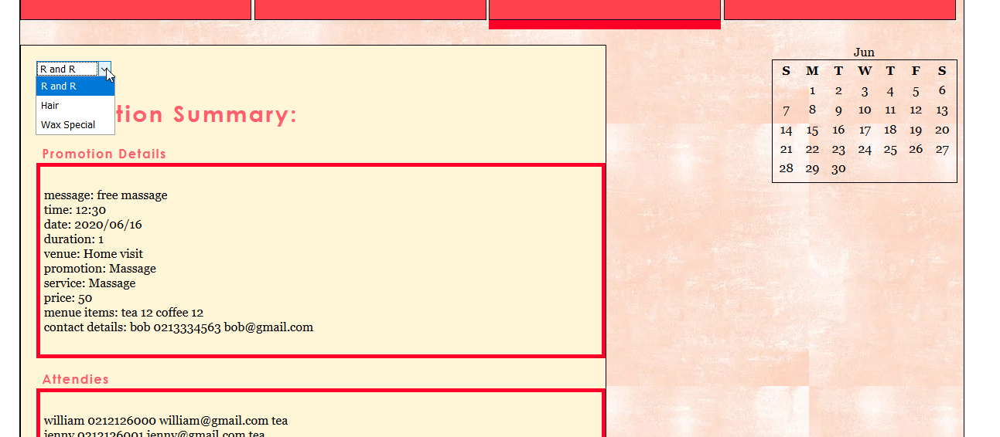 R and R
R and R
Hair
Wax Special
tion Summary:
Promotion Details
message: free massage
time: 12:30
date: 2020/06/16
duration: 1
venue: Home visit
promotion: Massage
service: Massage
price: 50
menue items: tea 12 coffee 12
contact details: bob 0213334563 bob@gmail.com
Attendies
william 0212126000 william@gmail.com tea
jenny 0212126001 jenny@gmail.com tea
Jun
S M T W T F S
1 2 3 4 5 6
7 8 9 10 11 12 13
14 15 16 17 18 19 20
21 22 23 24 25 26 27
28 29 30